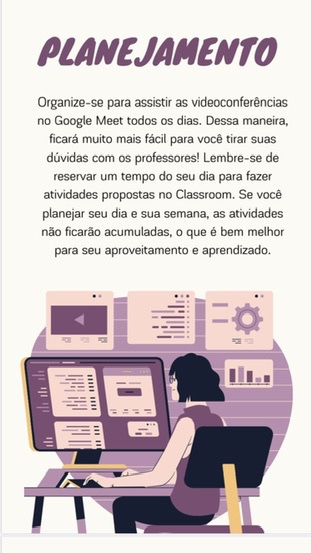 PLANEJAMENTO
Organize-se para assistir as videoconferências
no Google Meet todos os dias. Dessa maneira,
ficará muito mais fácil para você tirar suas
dúvidas com os professores! Lembre-se de
reservar um tempo do seu dia para fazer
atividades propostas no Classroom. Se você
planejar seu dia e sua semana, as atividades
não ficarão acumuladas, o que é bem melhor
para seu aproveitamento e aprendizado.